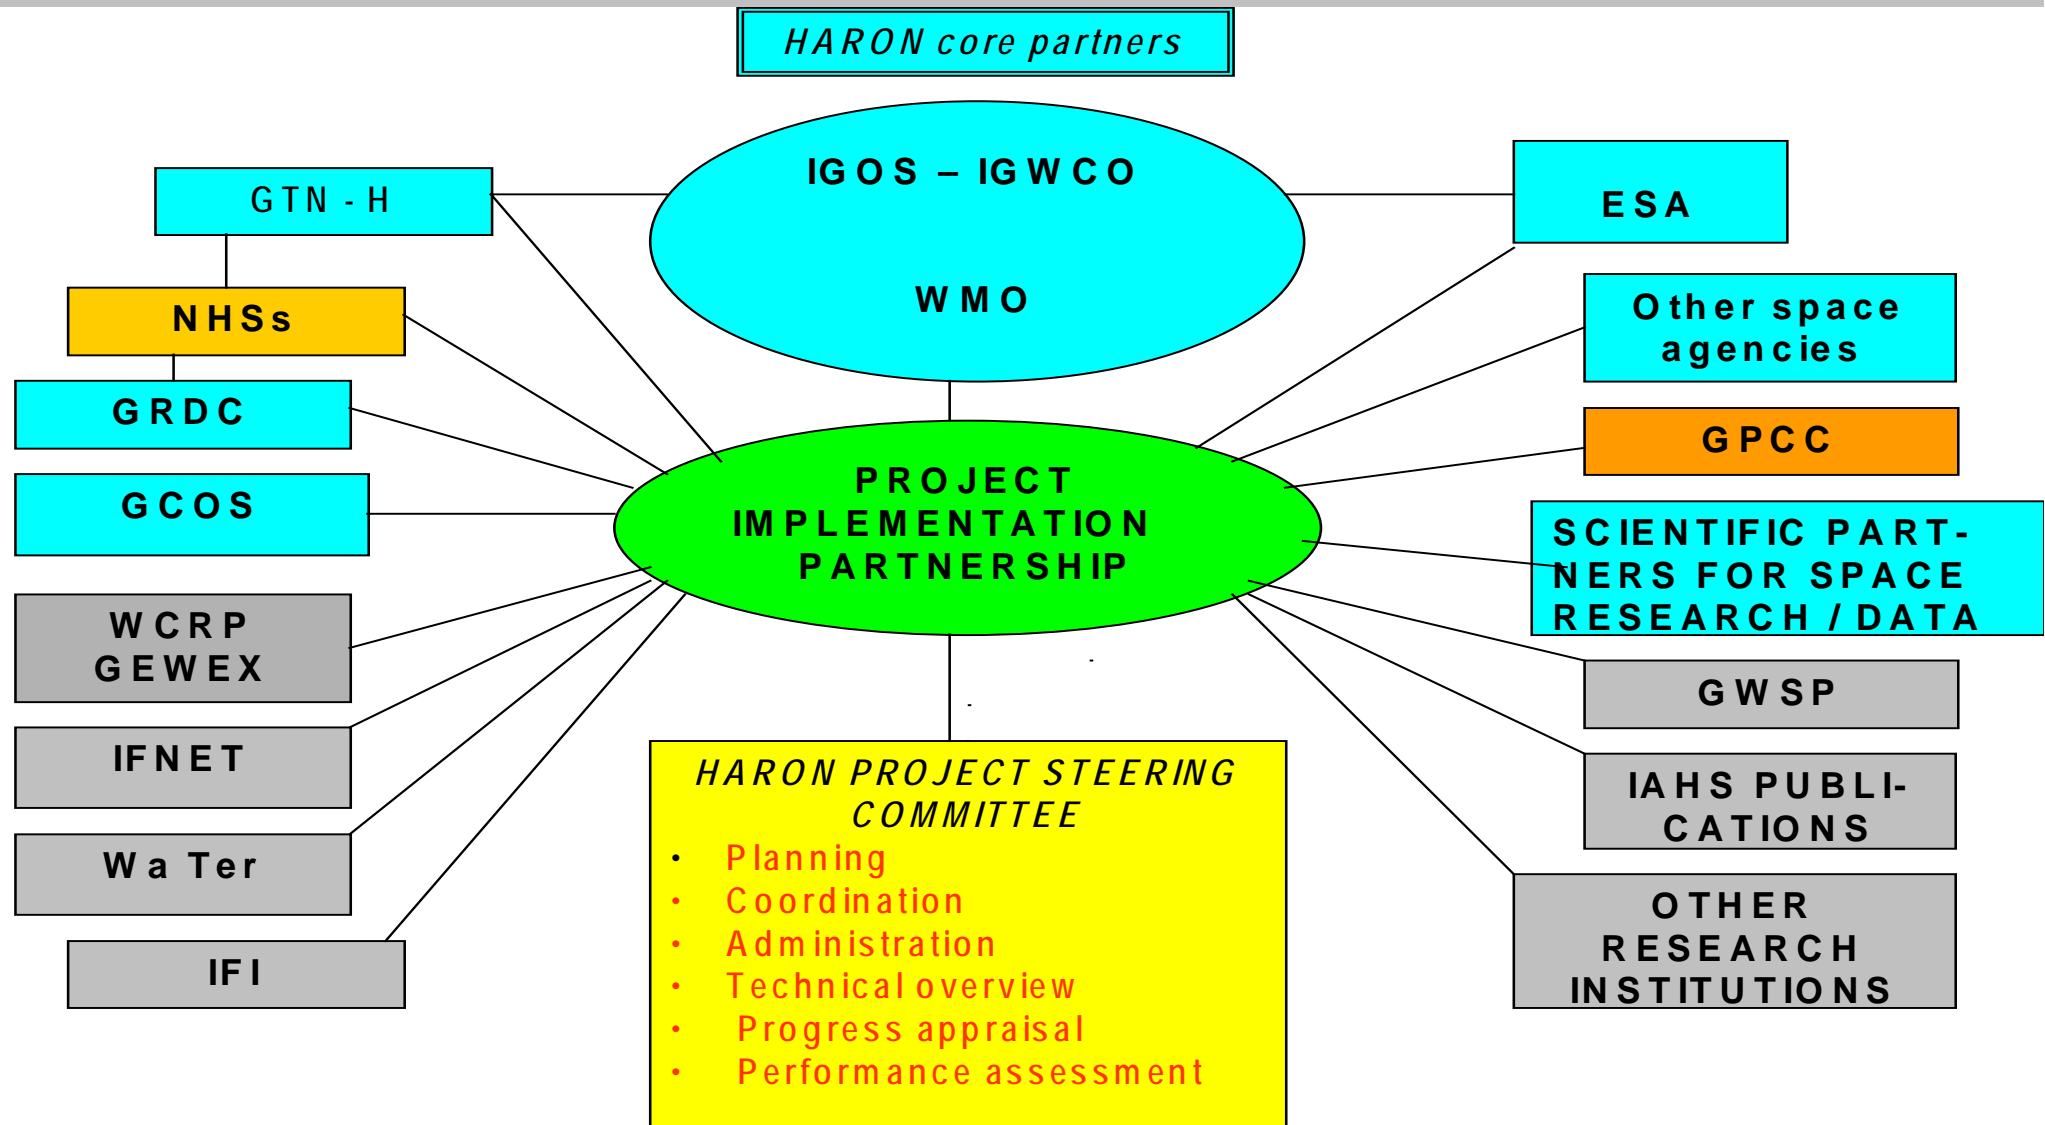 HARON core partners
IGOS – IGWCO
WMO
GTN - H
NHSs
GRDC
GCOS
WCRP
GEWEX
IFNET
Wa Ter
IFI
ESA
Other space
agencies
GPCC
SCIENTIFIC PART-
NERS FOR SPACE
RESEARCH / DATA
GWSP
IAHS PUBLI-
CATIONS
OTHER
RESEARCH
INSTITUTIONS
PROJECT
IMPLEMENTATION
PARTNERSHIP
HARON PROJECT STEERING
COMMITTEE
• Planning
• Coordination
• Administration
• Technical overview
• Progress appraisal
• Performance assessment